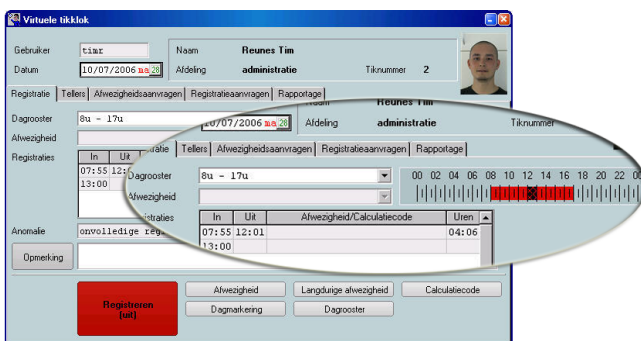 Virtuele tikklok
Gebruiker timr Naam Reunes Tim
Datum 10/07/2006 ma 28 Afdeling administratie Tiknummer 2
Registratie Tellers Afwezigheidsaanvragen Registratieaanvragen Rapportage
Dagrooster 8u - 17u
Afwezigheid
Registraties In Uit
07:55 12:
13:00
Anomalie onvolledige reg
Opmerking
Registreren
[uit]
Afwezigheid Langdurige afwezigheid Calculatiecode
Dagmarkering Dagrooster
Naam Reunes Tim
10/07/2006 ma 28 Afdeling administratie Tiknummer
atie Tellers Afwezigheidsaanvragen Registratieaanvragen Rapportage
Dagrooster 8u - 17u 00 02 04 06 08 10 12 14 16 18 20 22 00
Afwezigheid
istraties In Uit Afwezigheid/Calculatiecode Uren
07:55 12:01 04:06
13:00